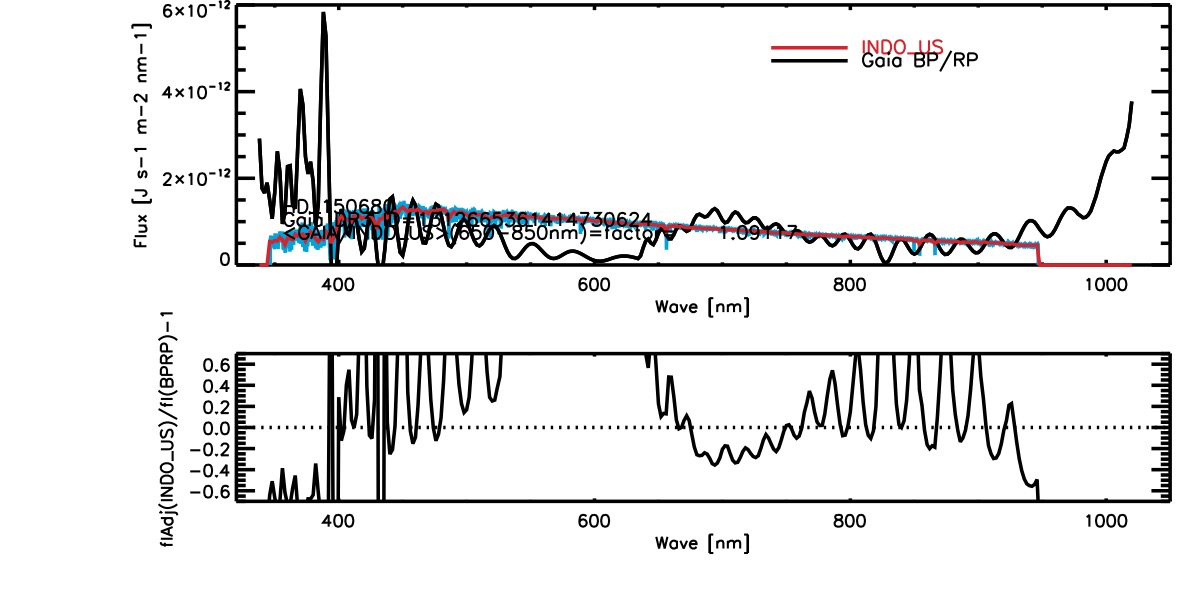 6×10−12
4×10−12
2×10−12
0
Flux [J s−1 m−2 nm−1]
INDO_US
Gaia BP/RP
HD_150680
400
600
800
1000
Wave [nm]
0.6
0.4
0.2
0.0
−0.2
−0.4
−0.6
flAdj(INDO_US)/fl(BPRP)−1
400
600
800
1000
Wave [nm]